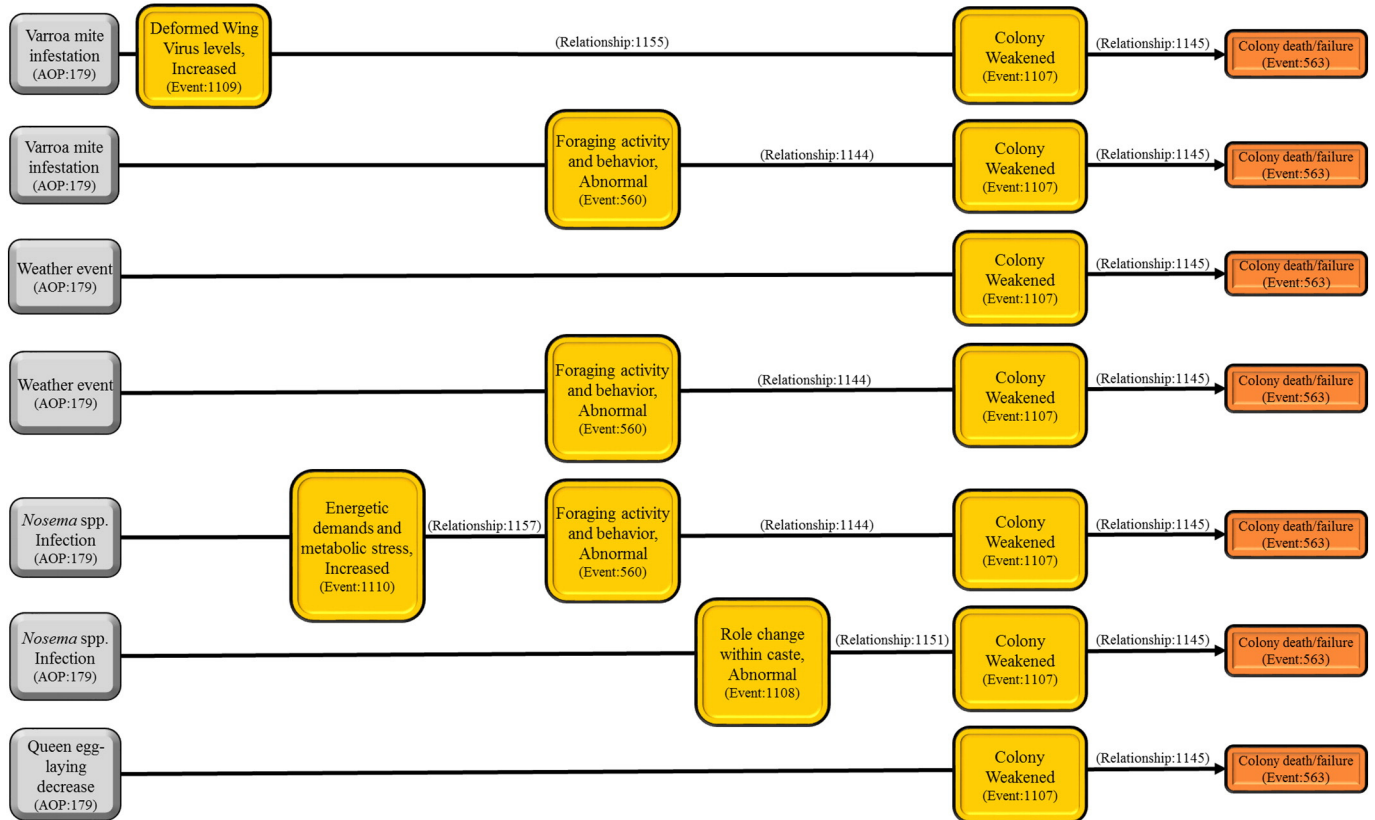 Varroa mite
infestation
(AOP:179)
Deformed Wing
Virus levels,
Increased
(Event:1109)
(Relationship:1155)
Colony
Weakened
(Event:1107)
(Relationship:1145)
Colony death/failure
(Event:563)
Varroa mite
infestation
(AOP:179)
Foraging activity
and behavior,
Abnormal
(Event:560)
(Relationship:1144)
Colony
Weakened
(Event:1107)
(Relationship:1145)
Colony death/failure
(Event:563)
Weather event
(AOP:179)
Colony
Weakened
(Event:1107)
(Relationship:1145)
Colony death/failure
(Event:563)
Weather event
(AOP:179)
Foraging activity
and behavior,
Abnormal
(Event:560)
(Relationship:1144)
Colony
Weakened
(Event:1107)
(Relationship:1145)
Colony death/failure
(Event:563)
Nosema spp.
Infection
(AOP:179)
Energetic
demands and
metabolic stress,
Increased
(Event:1110)
(Relationship:1157)
Foraging activity
and behavior,
Abnormal
(Event:560)
(Relationship:1144)
Colony
Weakened
(Event:1107)
(Relationship:1145)
Colony death/failure
(Event:563)
Nosema spp.
Infection
(AOP:179)
Role change
within caste,
Abnormal
(Event:1108)
(Relationship:1151)
Colony
Weakened
(Event:1107)
(Relationship:1145)
Colony death/failure
(Event:563)
Queen egg-
laying
decrease
(AOP:179)
Colony
Weakened
(Event:1107)
(Relationship:1145)
Colony death/failure
(Event:563)